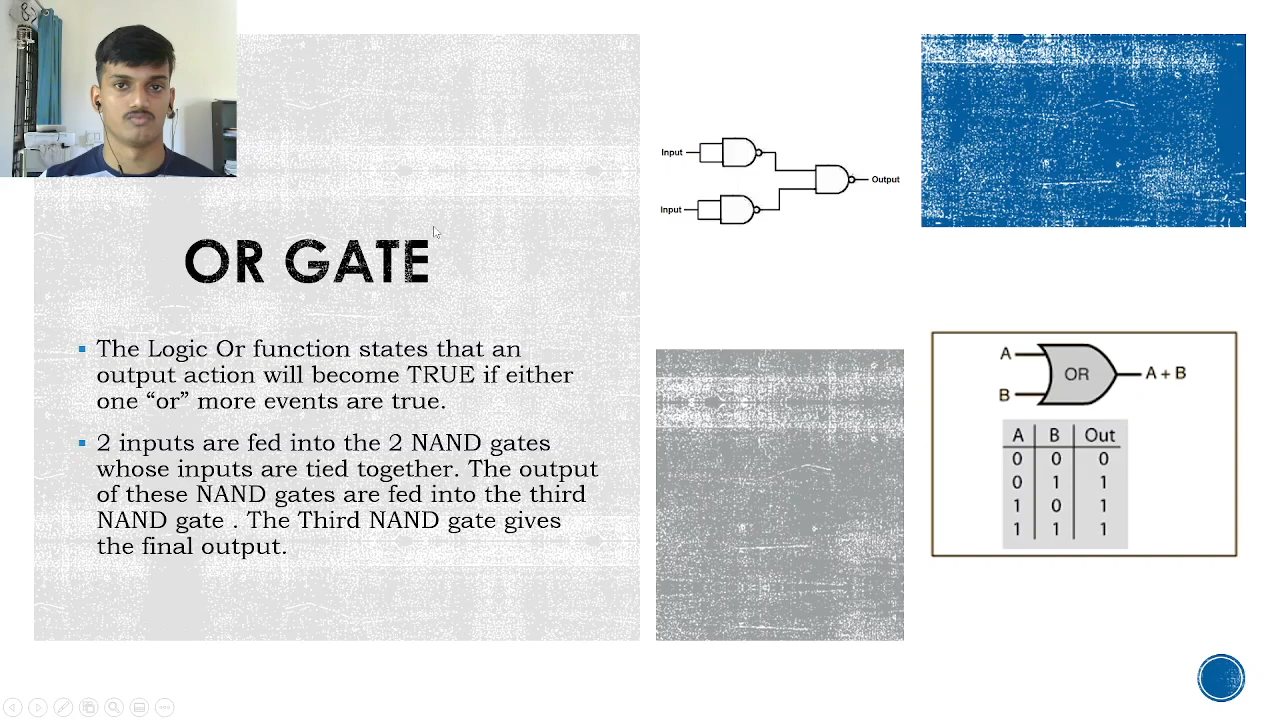 OR GATE
The Logic Or function states that an
output action will become TRUE if either
one “or” more events are true.
2 inputs are fed into the 2 NAND gates
whose inputs are tied together. The output
of these NAND gates are fed into the third
NAND gate . The Third NAND gate gives
the final output.
Input
Output
Input
A
OR
A + B
B
A B Out
0 0 0
0 1 1
1 0 1
1 1 1